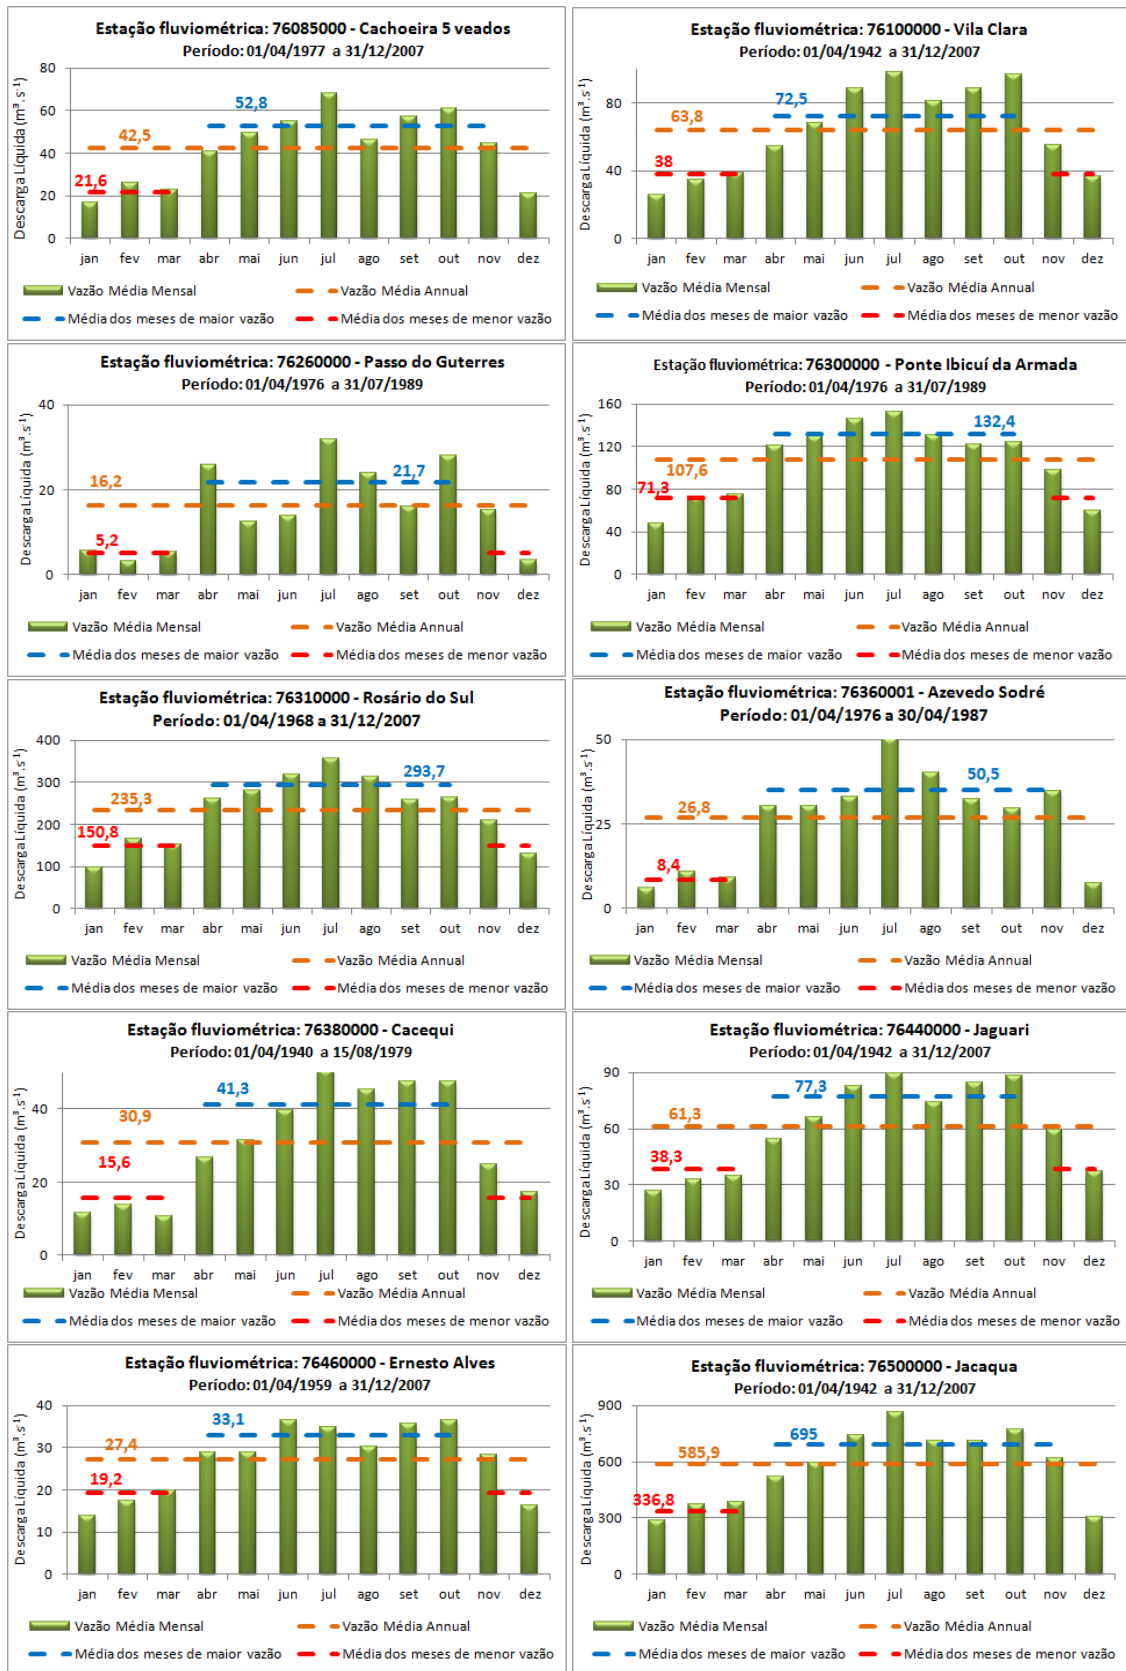 Estação fluviométrica: 76085000 - Cachoeira 5 veados
Período: 01/04/1977 a 31/12/2007
Descarga Líquida (m³.s⁻¹)
80
60
40
20
0
52,8
42,5
21,6
jan fev mar abr mai jun jul ago set out nov dez
Vazão Média Mensal Vazão Média Annual
Média dos meses de maior vazão Média dos meses de menor vazão
Estação fluviométrica: 76100000 - Vila Clara
Período: 01/04/1942 a 31/12/2007
Descarga Líquida (m³.s⁻¹)
80
40
0
72,5
63,8
38
jan fev mar abr mai jun jul ago set out nov dez
Vazão Média Mensal Vazão Média Annual
Média dos meses de maior vazão Média dos meses de menor vazão
Estação fluviométrica: 76260000 - Passo do Guterres
Período: 01/04/1976 a 31/07/1989
Descarga Líquida (m³.s⁻¹)
40
20
0
16,2
21,7
5,2
jan fev mar abr mai jun jul ago set out nov dez
Vazão Média Mensal Vazão Média Annual
Média dos meses de maior vazão Média dos meses de menor vazão
Estação fluviométrica: 76300000 - Ponte Ibicuí da Armada
Período: 01/04/1976 a 31/07/1989
Descarga Líquida (m³.s⁻¹)
160
120
80
40
0
132,4
107,6
71,3
jan fev mar abr mai jun jul ago set out nov dez
Vazão Média Mensal Vazão Média Annual
Média dos meses de maior vazão Média dos meses de menor vazão
Estação fluviométrica: 76310000 - Rosário do Sul
Período: 01/04/1968 a 31/12/2007
Descarga Líquida (m³.s⁻¹)
400
300
200
100
0
293,7
235,3
150,8
jan fev mar abr mai jun jul ago set out nov dez
Vazão Média Mensal Vazão Média Annual
Média dos meses de maior vazão Média dos meses de menor vazão
Estação fluviométrica: 76360001 - Azevedo Sodré
Período: 01/04/1976 a 30/04/1987
Descarga Líquida (m³.s⁻¹)
50
25
0
50,5
26,8
8,4
jan fev mar abr mai jun jul ago set out nov dez
Vazão Média Mensal Vazão Média Annual
Média dos meses de maior vazão Média dos meses de menor vazão
Estação fluviométrica: 76380000 - Cacequi
Período: 01/04/1940 a 15/08/1979
Descarga Líquida (m³.s⁻¹)
40
20
0
41,3
30,9
15,6
jan fev mar abr mai jun jul ago set out nov dez
Vazão Média Mensal Vazão Média Annual
Média dos meses de maior vazão Média dos meses de menor vazão
Estação fluviométrica: 76440000 - Jaguari
Período: 01/04/1942 a 31/12/2007
Descarga Líquida (m³.s⁻¹)
90
60
30
0
77,3
61,3
38,3
jan fev mar abr mai jun jul ago set out nov dez
Vazão Média Mensal Vazão Média Annual
Média dos meses de maior vazão Média dos meses de menor vazão
Estação fluviométrica: 76460000 - Ernesto Alves
Período: 01/04/1959 a 31/12/2007
Descarga Líquida (m³.s⁻¹)
40
30
20
10
0
33,1
27,4
19,2
jan fev mar abr mai jun jul ago set out nov dez
Vazão Média Mensal Vazão Média Annual
Média dos meses de maior vazão Média dos meses de menor vazão
Estação fluviométrica: 76500000 - Jacaqua
Período: 01/04/1942 a 31/12/2007
Descarga Líquida (m³.s⁻¹)
900
600
300
0
695
585,9
336,8
jan fev mar abr mai jun jul ago set out nov dez
Vazão Média Mensal Vazão Média Annual
Média dos meses de maior vazão Média dos meses de menor vazão